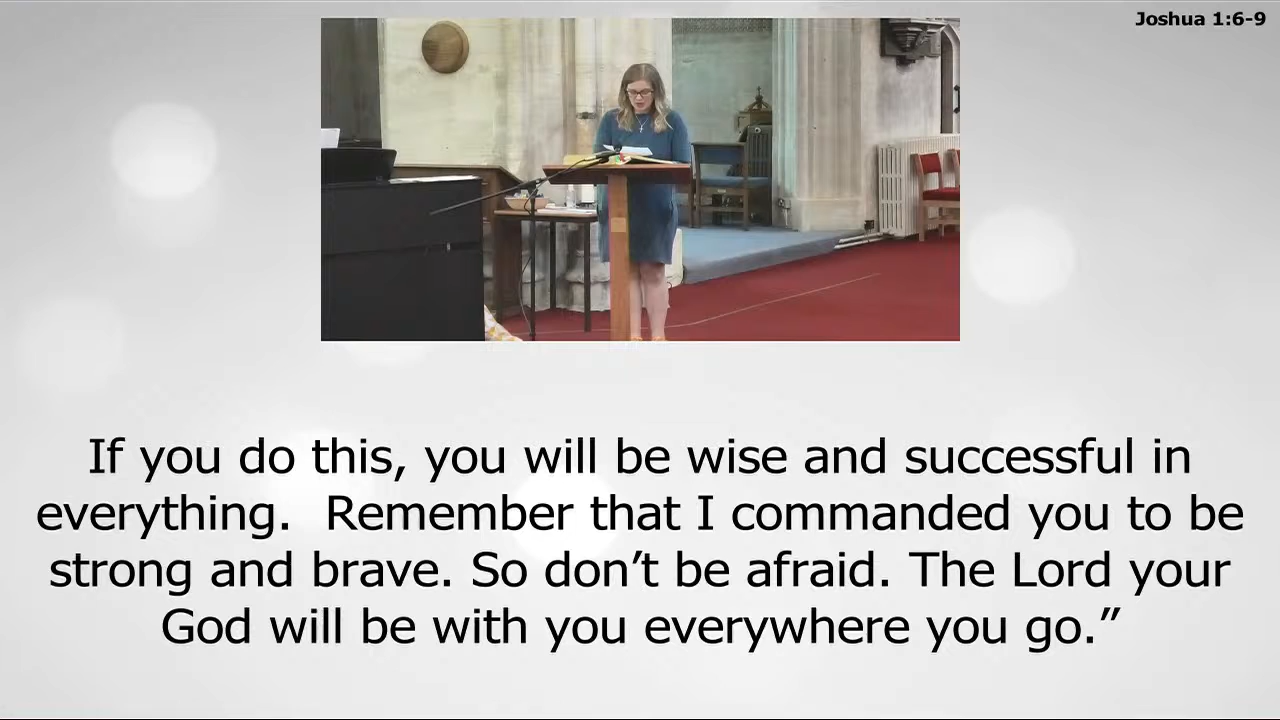 Joshua 1:6-9
If you do this, you will be wise and successful in
everything.  Remember that I commanded you to be
strong and brave. So don’t be afraid. The Lord your
God will be with you everywhere you go.”